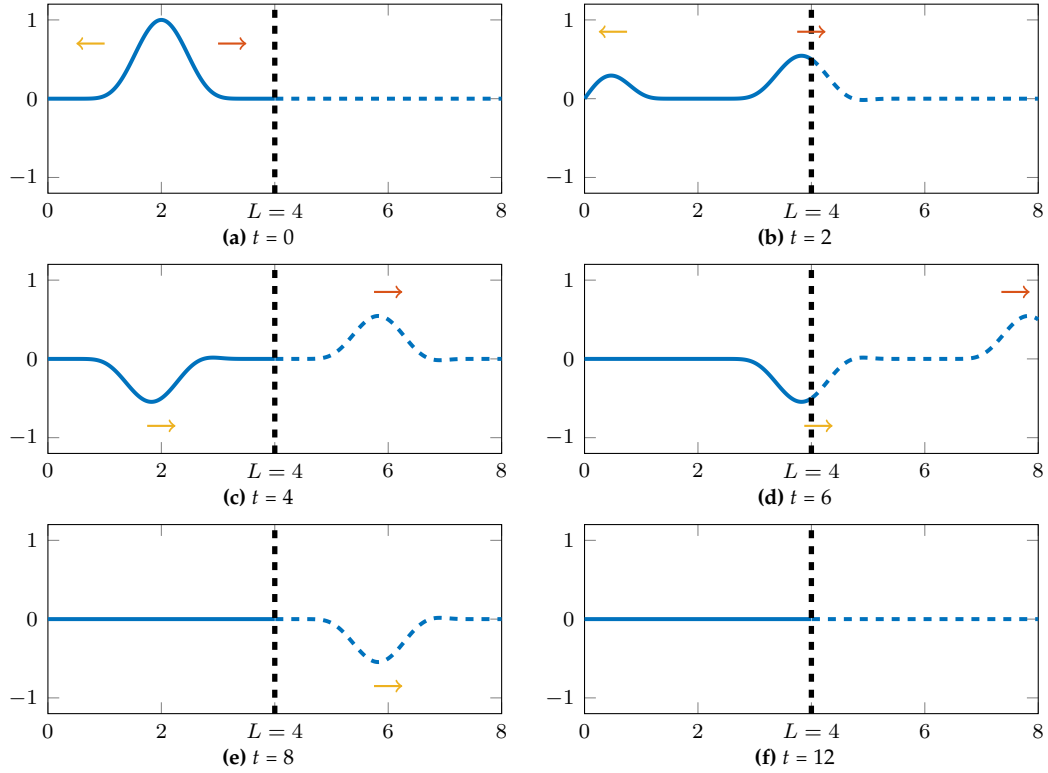 1
0
−1
0 2 L = 4 6 8
(a) t = 0
1
0
−1
0 2 L = 4 6 8
(b) t = 2
1
0
−1
0 2 L = 4 6 8
(c) t = 4
1
0
−1
0 2 L = 4 6 8
(d) t = 6
1
0
−1
0 2 L = 4 6 8
(e) t = 8
1
0
−1
0 2 L = 4 6 8
(f) t = 12